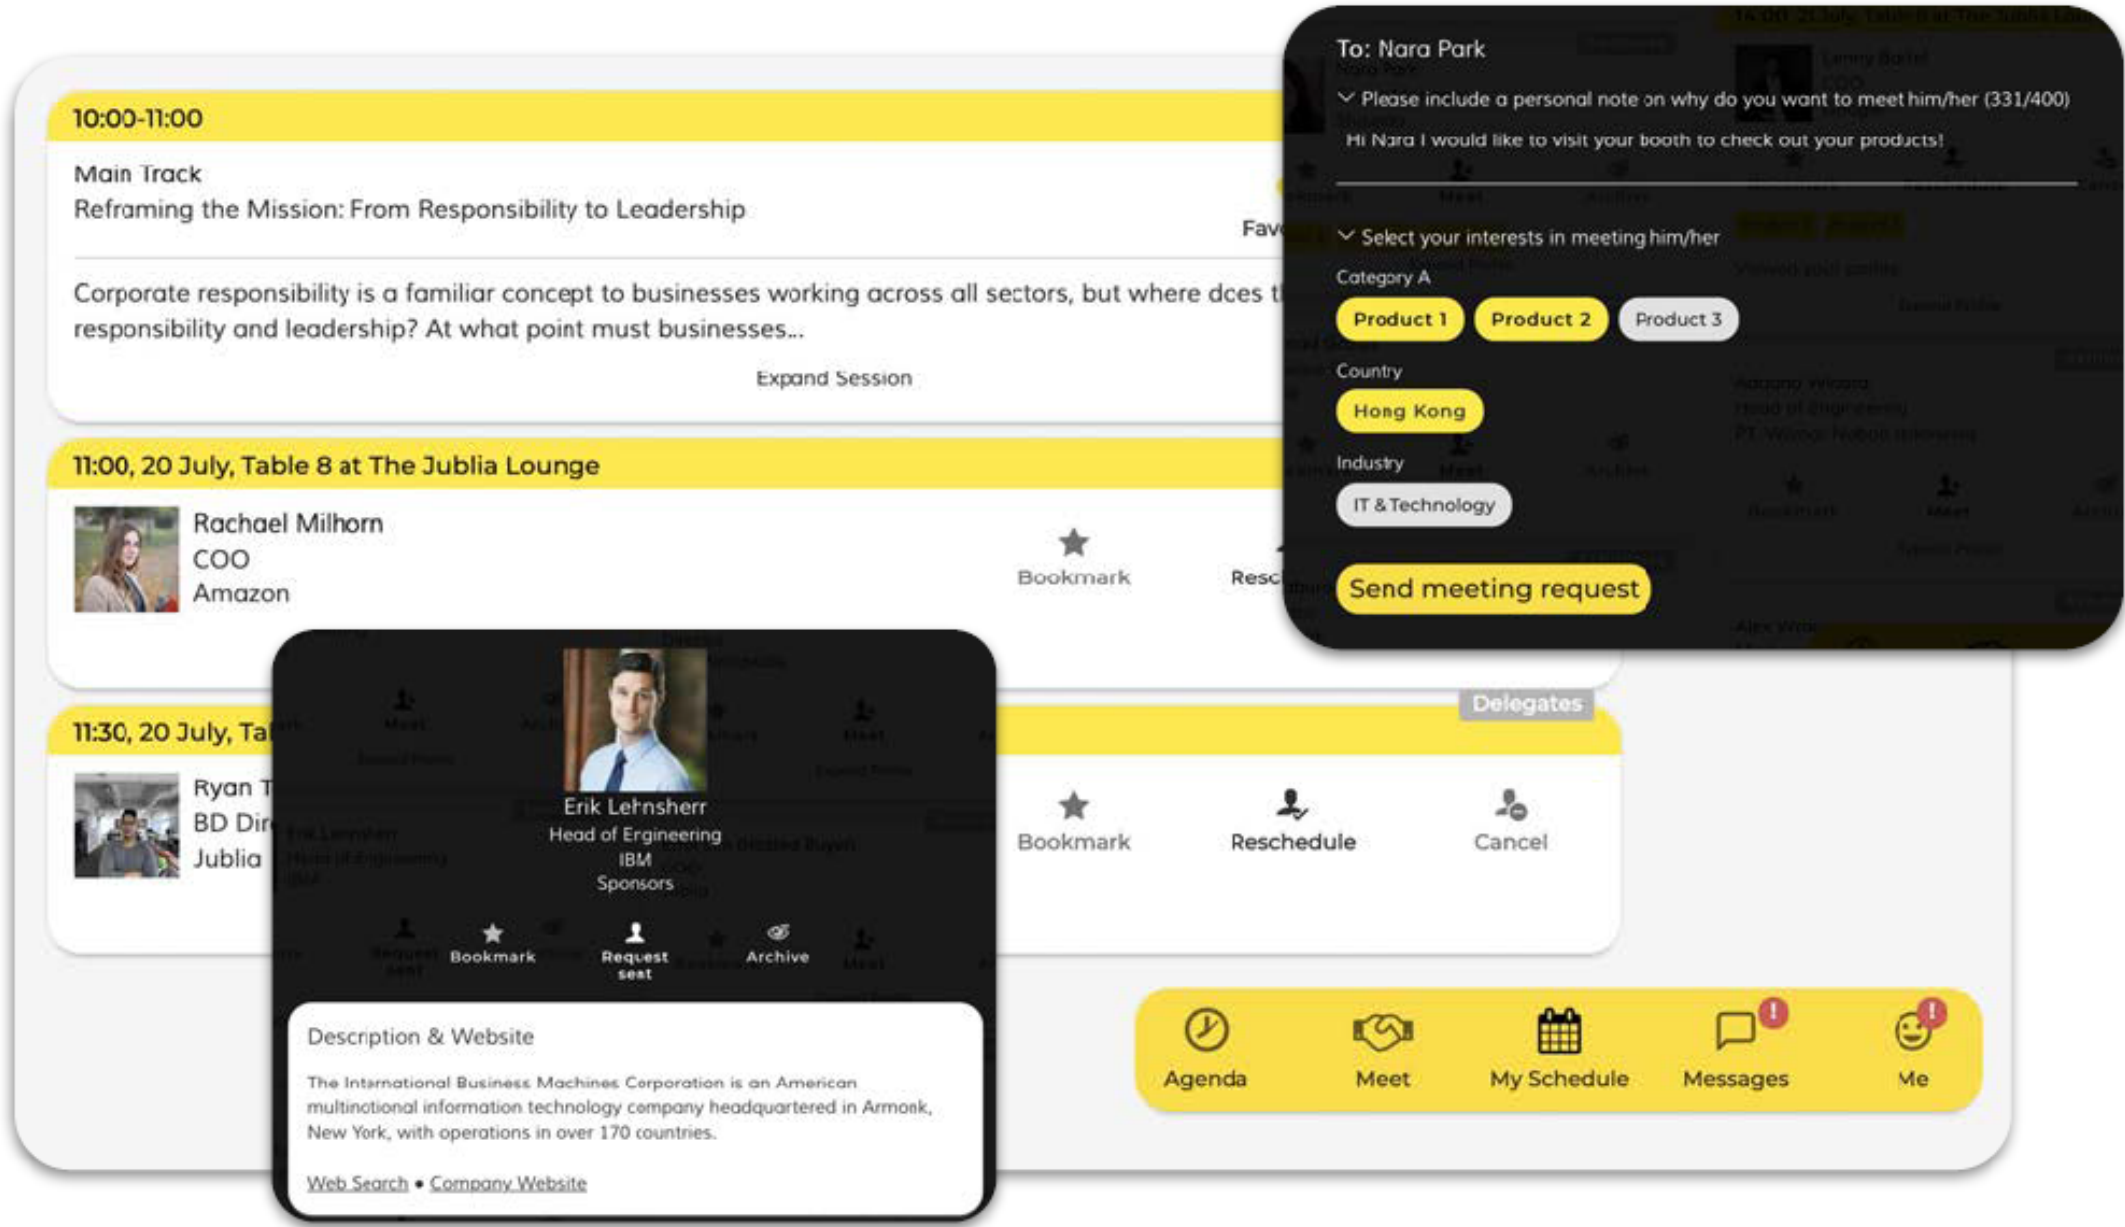 10:00-11:00
Main Track
Reframing the Mission: From Responsibility to Leadership
Corporate responsibility is a familiar concept to businesses working across all sectors, but where does
responsibility and leadership? At what point must businesses...
Expand Session
11:00, 20 July, Table 8 at The Jublia Lounge
Rachael Milhorn
COO
Amazon
Bookmark
Delegates
11:30, 20 July,
Ryan
BD
Jublia
Bookmark
Reschedule
Cancel
To: Nara Park
Please include a personal note on why do you want to meet him/her (331/400)
Hi Nara I would like to visit your booth to check out your products!
Select your interests in meeting him/her
Category A
Product 1 Product 2 Product 3
Country
Hong Kong
Industry
IT & Technology
Send meeting request
Erik Lehnsherr
Head of Engineering
IBM
Sponsors
Bookmark
Request
sent
Archive
Description & Website
The International Business Machines Corporation is an American
multinational information technology company headquartered in Armonk,
New York, with operations in over 170 countries.
Web Search • Company Website
Agenda
Meet
My Schedule
Messages
Me